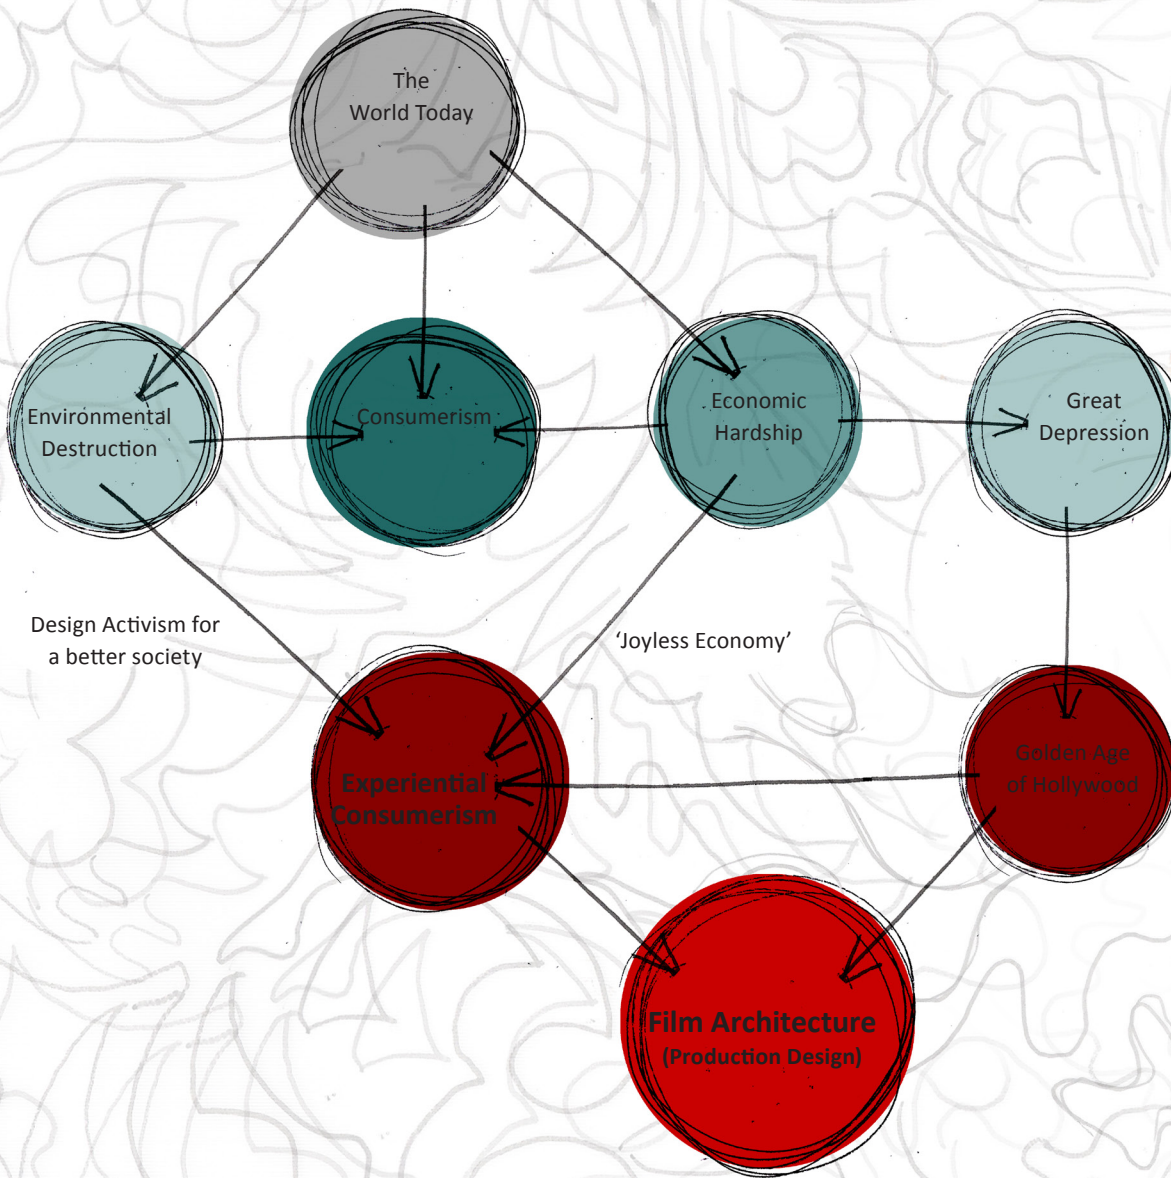 The
World Today
Environmental
Destruction
Consumerism
Economic
Hardship
Great
Depression
Design Activism for
a better society
‘Joyless Economy’
Experiential
Consumerism
Golden Age
of Hollywood
Film Architecture
(Production Design)